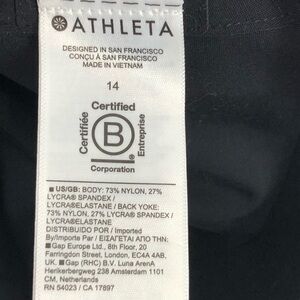 ATHLETA
DESIGNED IN SAN FRANCISCO
CONÇU À SAN FRANCISCO
MADE IN VIETNAM
14
Certified
Certifiée
B
Entreprise
Corporation
■ US/GB: BODY: 73% NYLON, 27%
LYCRA® SPANDEX /
LYCRA®ELASTANE / BACK YOKE:
73% NYLON, 27% LYCRA® SPANDEX /
LYCRA®ELASTANE
DISTRIBUIDO POR / Imported
By/Importe Par / ΕΙΣΑΓΕΤΑΙ ΑΠΟ ΤΗΝ:
■Gap Europe Ltd., 8th Floor, 20
Farringdon Street, London, EC4A 4AB,
UK. ■Gap (RHC) B.V. Luna ArenA
Herikerbergweg 238 Amsterdam 1101
CM, Netherlands
RN 54023 / CA 17897